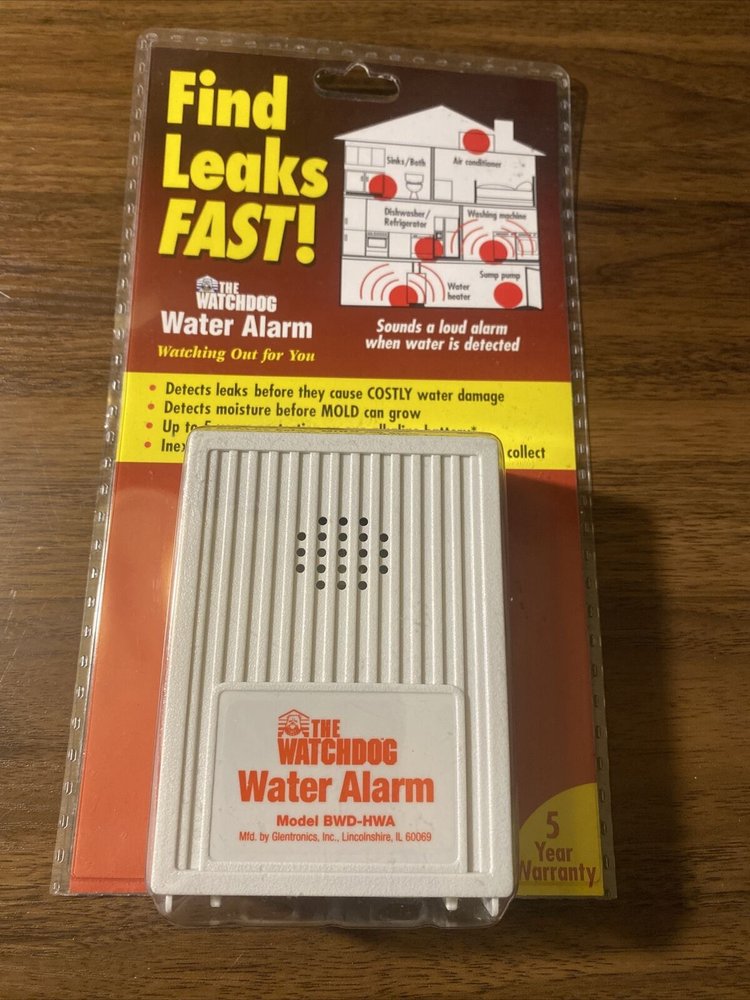 Find
Leaks
FAST!
THE
WATCHDOG
Water Alarm
Watching Out for You
Sinks/Bath
Air conditioner
Dishwasher/
Refrigerator
Washing machine
Water
heater
Sump pump
Sounds a loud alarm
when water is detected
• Detects leaks before they cause COSTLY water damage
• Detects moisture before MOLD can grow
• Up to 5
• collect
THE
WATCHDOG
Water Alarm
Model BWD-HWA
Mfd. by Glentronics, Inc., Lincolnshire, IL 60069
5
Year
Warranty